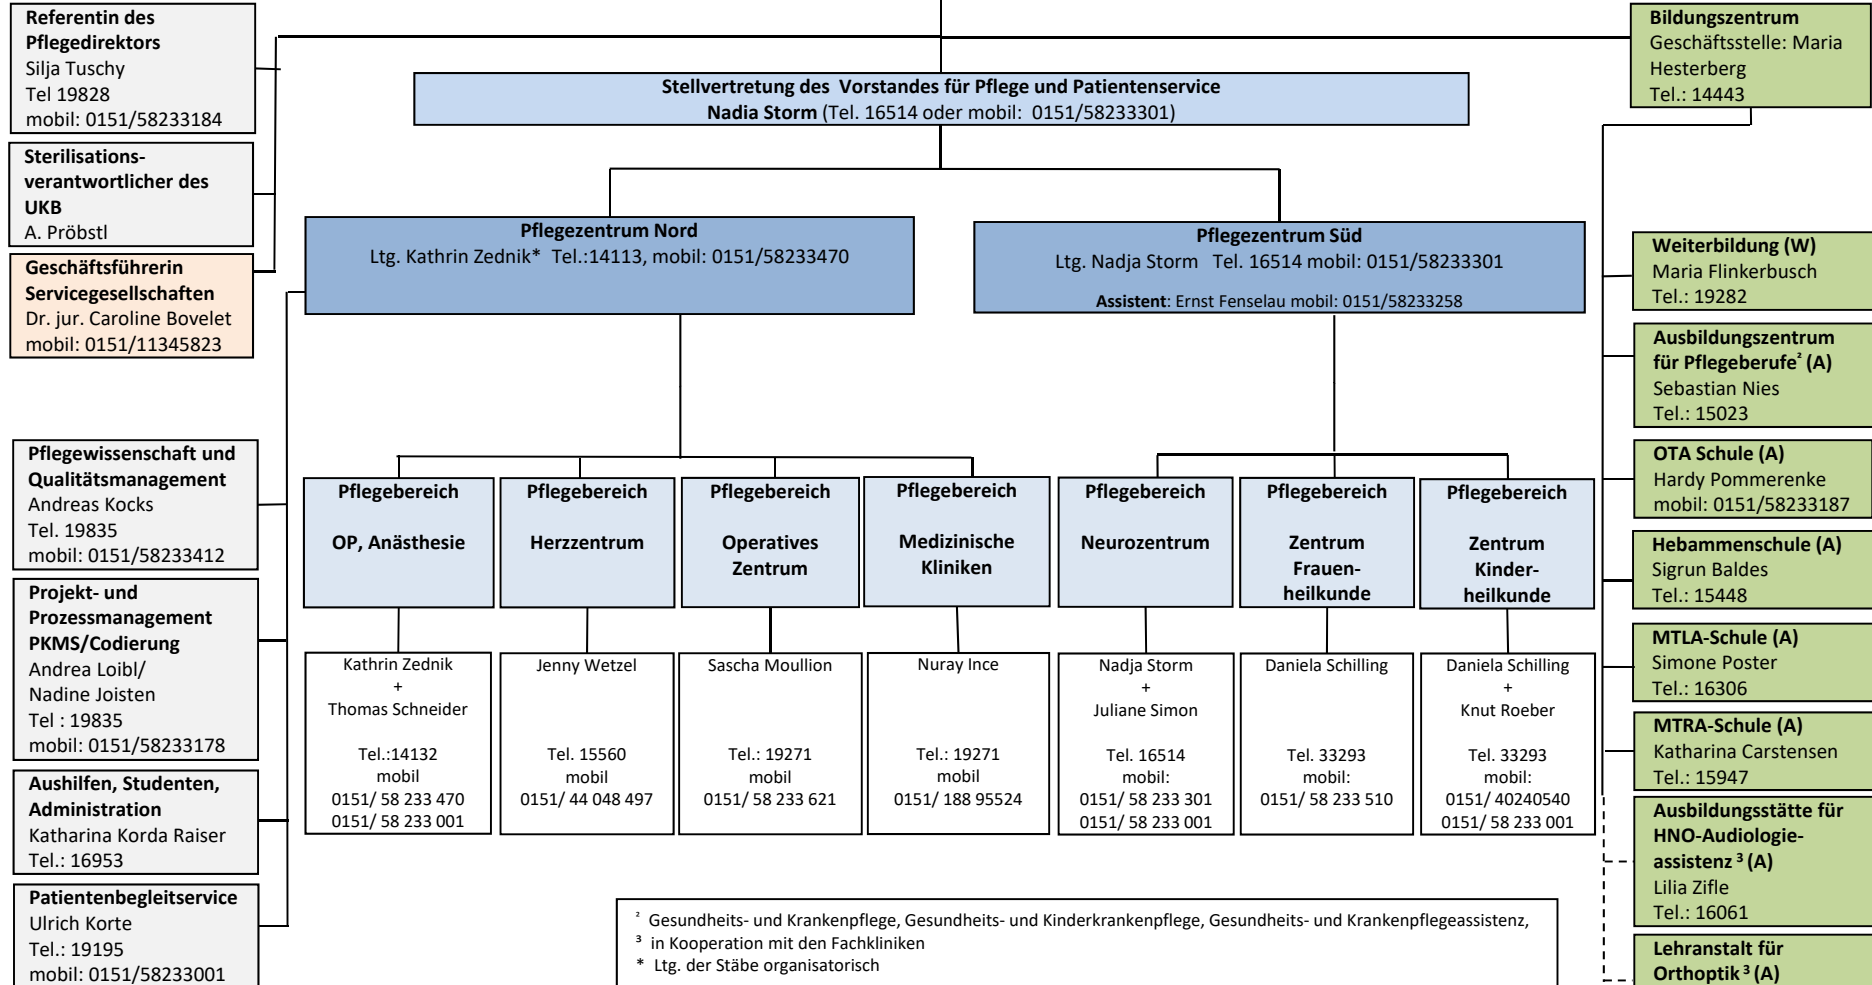 Referentin des
Pflegedirektors
Silja Tuschy
Tel 19828
mobil: 0151/58233184
Sterilisations-
verantwortlicher des
UKB
A. Pröbstl
Geschäftsführerin
Servicegesellschaften
Dr. jur. Caroline Bovelet
mobil: 0151/11345823
Stellvertretung des  Vorstandes für Pflege und Patientenservice
Nadia Storm (Tel. 16514 oder mobil:  0151/58233301)
Bildungszentrum
Geschäftsstelle: Maria
Hesterberg
Tel.: 14443
Pflegezentrum Nord
Ltg. Kathrin Zednik*  Tel.:14113, mobil: 0151/58233470
Pflegezentrum Süd
Ltg. Nadja Storm   Tel. 16514 mobil: 0151/58233301
Assistent: Ernst Fenselau mobil: 0151/58233258
Pflegewissenschaft und
Qualitätsmanagement
Andreas Kocks
Tel. 19835
mobil: 0151/58233412
Projekt- und
Prozessmanagement
PKMS/Codierung
Andrea Loibl/
Nadine Joisten
Tel : 19835
mobil: 0151/58233178
Aushilfen, Studenten,
Administration
Katharina Korda Raiser
Tel.: 16953
Patientenbegleitservice
Ulrich Korte
Tel.: 19195
mobil: 0151/58233001
Pflegebereich
OP, Anästhesie
Kathrin Zednik
+
Thomas Schneider
Tel.:14132
mobil
0151/ 58 233 470
0151/ 58 233 001
Pflegebereich
Herzzentrum
Jenny Wetzel
Tel. 15560
mobil
0151/ 44 048 497
Pflegebereich
Operatives
Zentrum
Sascha Moullion
Tel.: 19271
mobil
0151/ 58 233 621
Pflegebereich
Medizinische
Kliniken
Nuray Ince
Tel.: 19271
mobil
0151/ 188 95524
Pflegebereich
Neurozentrum
Nadja Storm
+
Juliane Simon
Tel. 16514
mobil:
0151/ 58 233 301
0151/ 58 233 001
Pflegebereich
Zentrum
Frauen-
heilkunde
Daniela Schilling
Tel. 33293
mobil:
0151/ 58 233 510
Pflegebereich
Zentrum
Kinder-
heilkunde
Daniela Schilling
+
Knut Roeber
Tel. 33293
mobil:
0151/ 40240540
0151/ 58 233 001
Weiterbildung (W)
Maria Flinkerbusch
Tel.: 19282
Ausbildungszentrum
für Pflegeberufe² (A)
Sebastian Nies
Tel.: 15023
OTA Schule (A)
Hardy Pommerenke
mobil: 0151/58233187
Hebammenschule (A)
Sigrun Baldes
Tel.: 15448
MTLA-Schule (A)
Simone Poster
Tel.: 16306
MTRA-Schule (A)
Katharina Carstensen
Tel.: 15947
Ausbildungsstätte für
HNO-Audiologie-
assistenz ³ (A)
Lilia Zifle
Tel.: 16061
Lehranstalt für
Orthoptik ³ (A)
² Gesundheits- und Krankenpflege, Gesundheits- und Kinderkrankenpflege, Gesundheits- und Krankenpflegeassistenz,
³ in Kooperation mit den Fachkliniken
* Ltg. der Stäbe organisatorisch